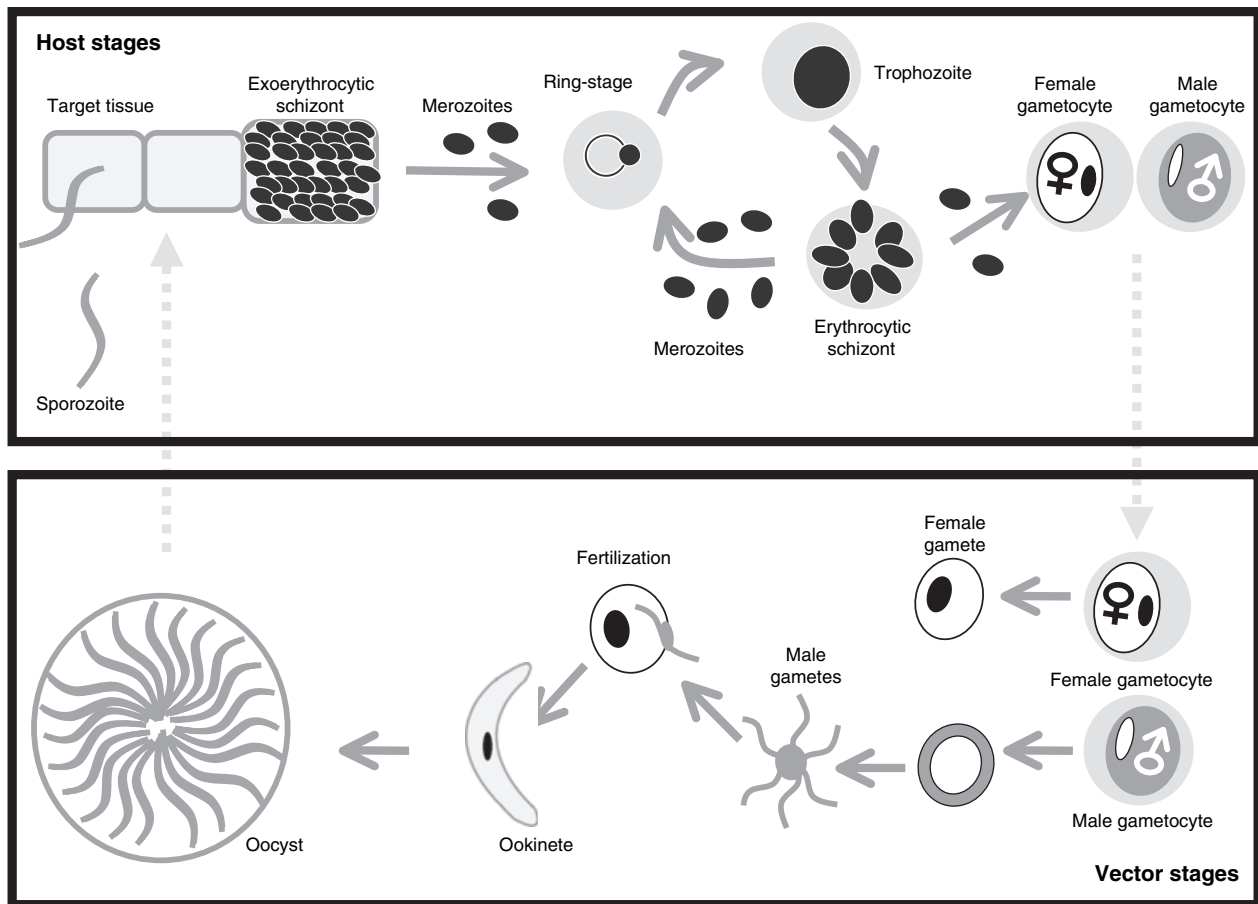 Host stages
Target tissue
Exoerythrocytic
schizont
Merozoites
Ring-stage
Trophozoite
Female
gametocyte
Male
gametocyte
Merozoites
Erythrocytic
schizont
Sporozoite
Female
gamete
Fertilization
Male
gametes
Female gametocyte
Male gametocyte
Oocyst
Ookinete
Vector stages